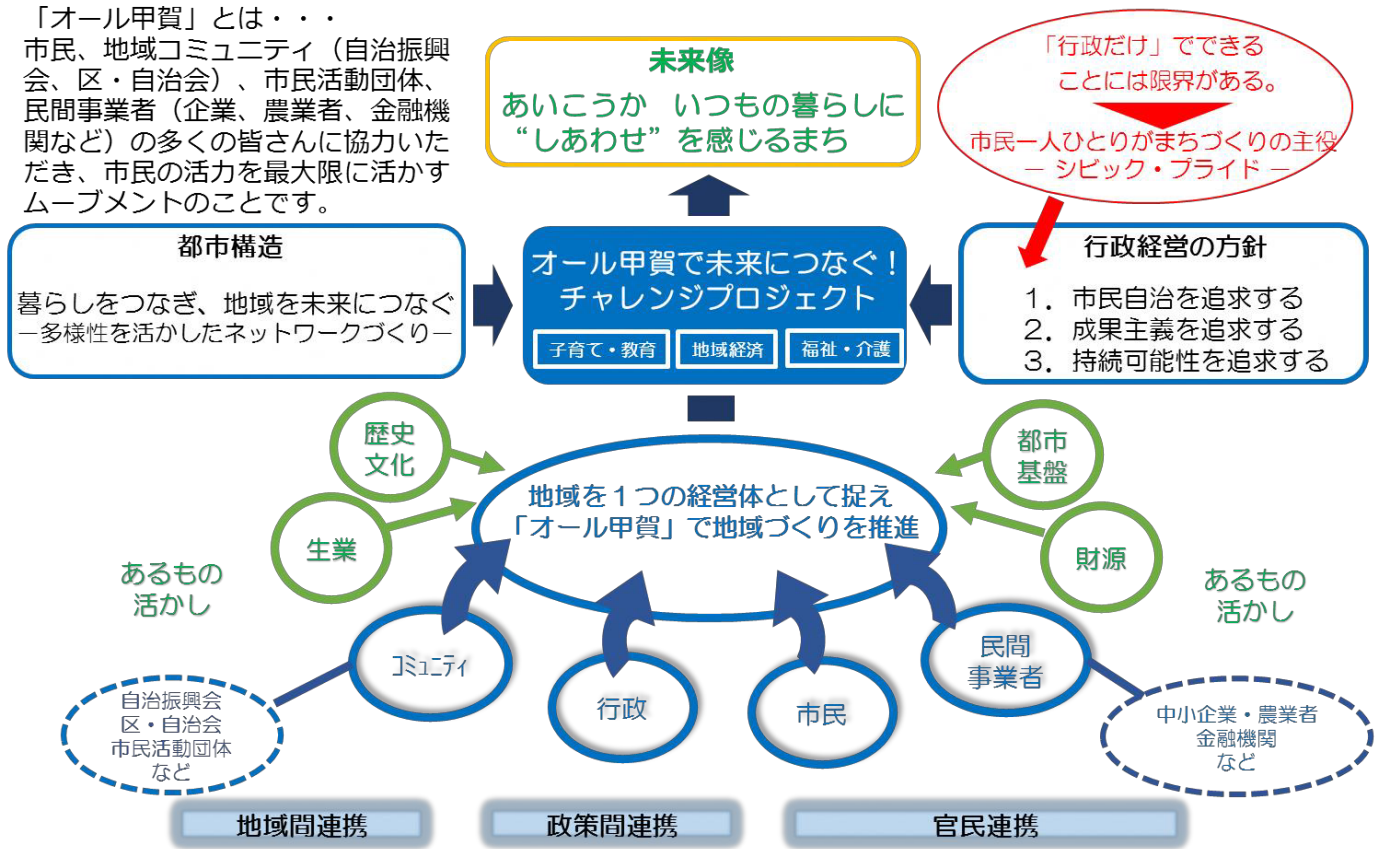 「オール甲賀」とは・・・
市民、地域コミュニティ（自治振興
会、区・自治会）、市民活動団体、
民間事業者（企業、農業者、金融機
関など）の多くの皆さんに協力いた
だき、市民の活力を最大限に活かす
ムーブメントのことです。
未来像
あいこうか いつもの暮らしに
“しあわせ”を感じるまち
「行政だけ」でできる
ことには限界がある。
市民一人ひとりがまちづくりの主役
― シビック・プライド ―
都市構造
暮らしをつなぎ、地域を未来につなぐ
―多様性を活かしたネットワークづくり―
オール甲賀で未来につなぐ！
チャレンジプロジェクト
子育て・教育
地域経済
福祉・介護
行政経営の方針
１．市民自治を追求する
２．成果主義を追求する
３．持続可能性を追求する
歴史
文化
生業
都市
基盤
財源
地域を１つの経営体として捉え
「オール甲賀」で地域づくりを推進
あるもの
活かし
あるもの
活かし
コミュニティ
行政
市民
民間
事業者
自治振興会
区・自治会
市民活動団体
など
中小企業・農業者
金融機関
など
地域間連携
政策間連携
官民連携